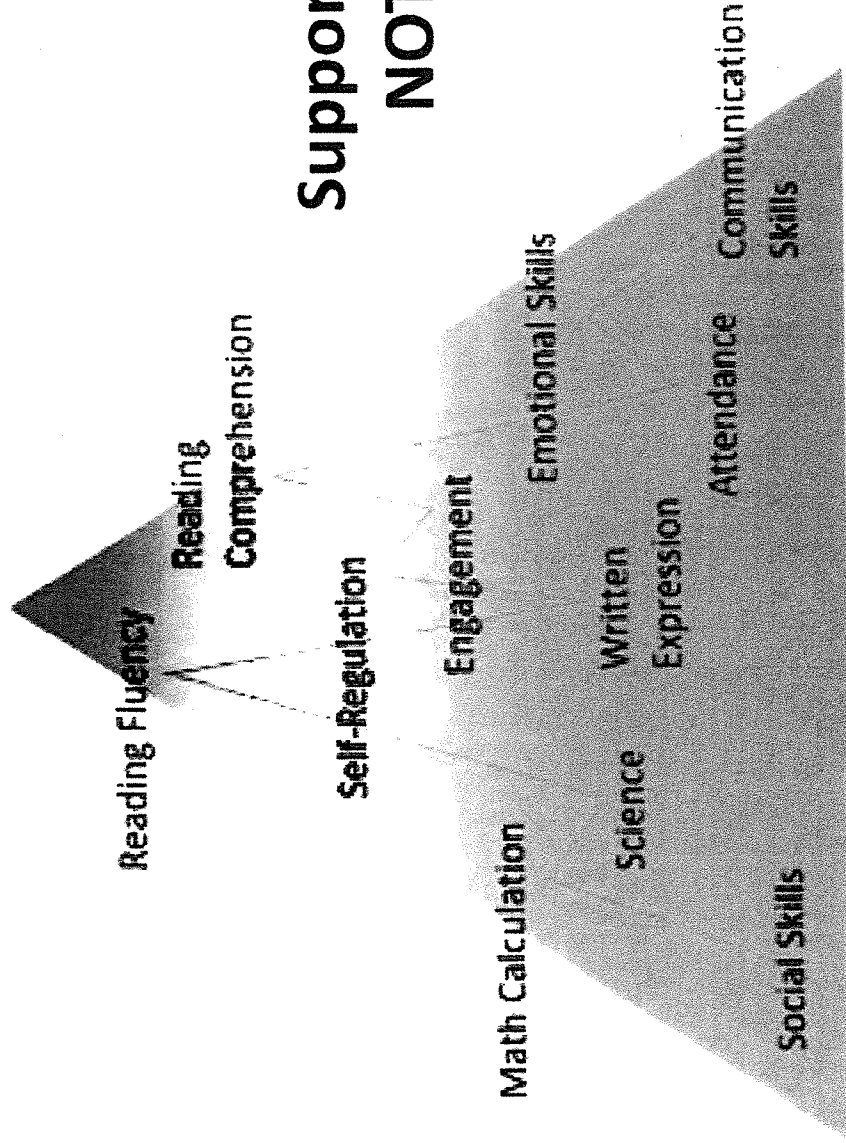 Suppor
NOT
Reading Fluency
Reading
Comprehension
Self-Regulation
Engagement
Math Calculation
Emotional Skills
Science
Written
Expression
Attendance
Communication
Skills
Social Skills